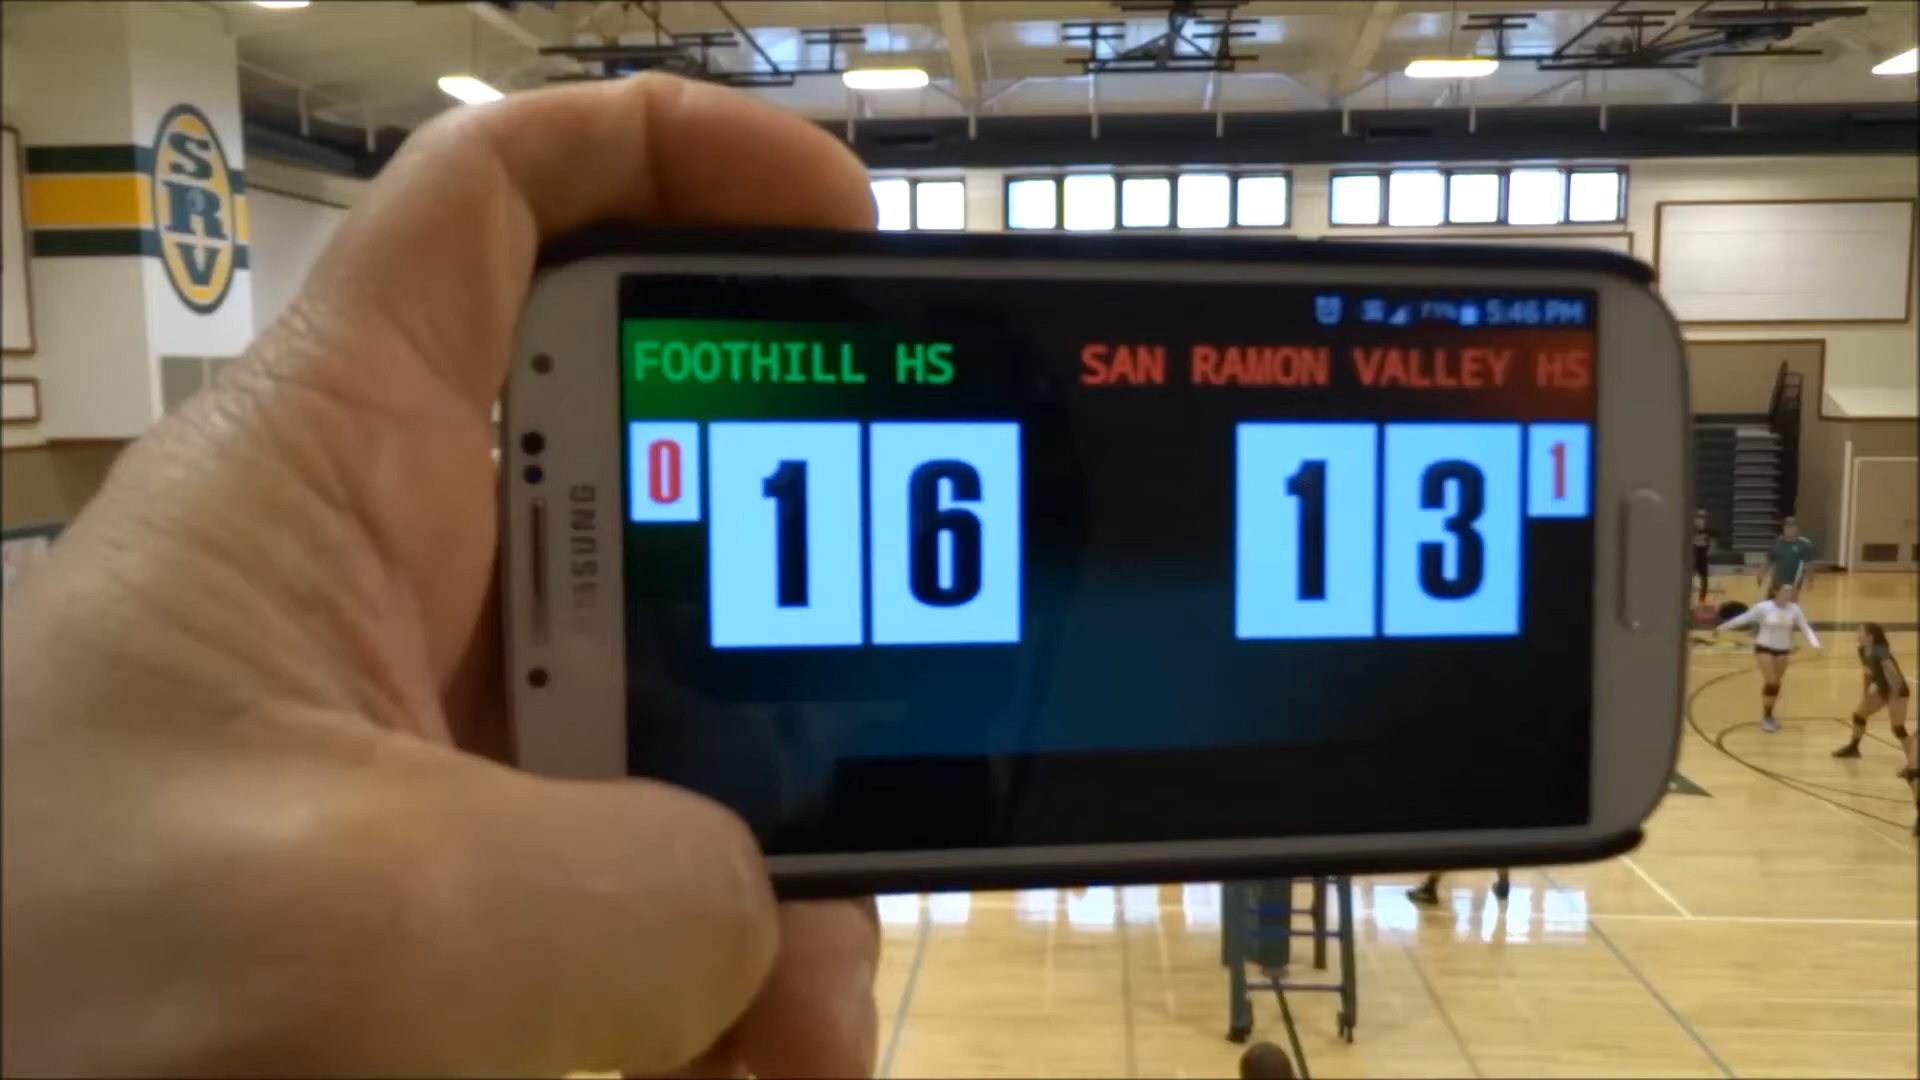 SRV
5:46 PM
FOOTHILL HS
SAN RAMON VALLEY HS
0 16
13 1
SAMSUNG